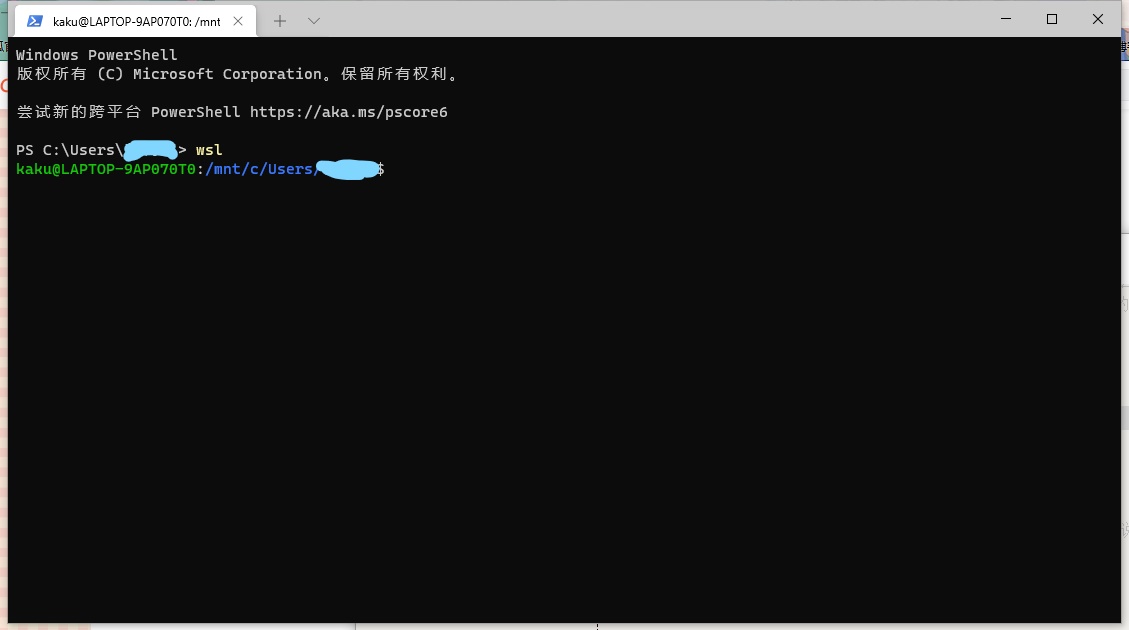 kaku@LAPTOP-9AP070T0: /mnt
Windows PowerShell
版权所有 (C) Microsoft Corporation。保留所有权利。
尝试新的跨平台 PowerShell https://aka.ms/pscore6
PS C:\Users\> wsl
kaku@LAPTOP-9AP070T0:/mnt/c/Users/$